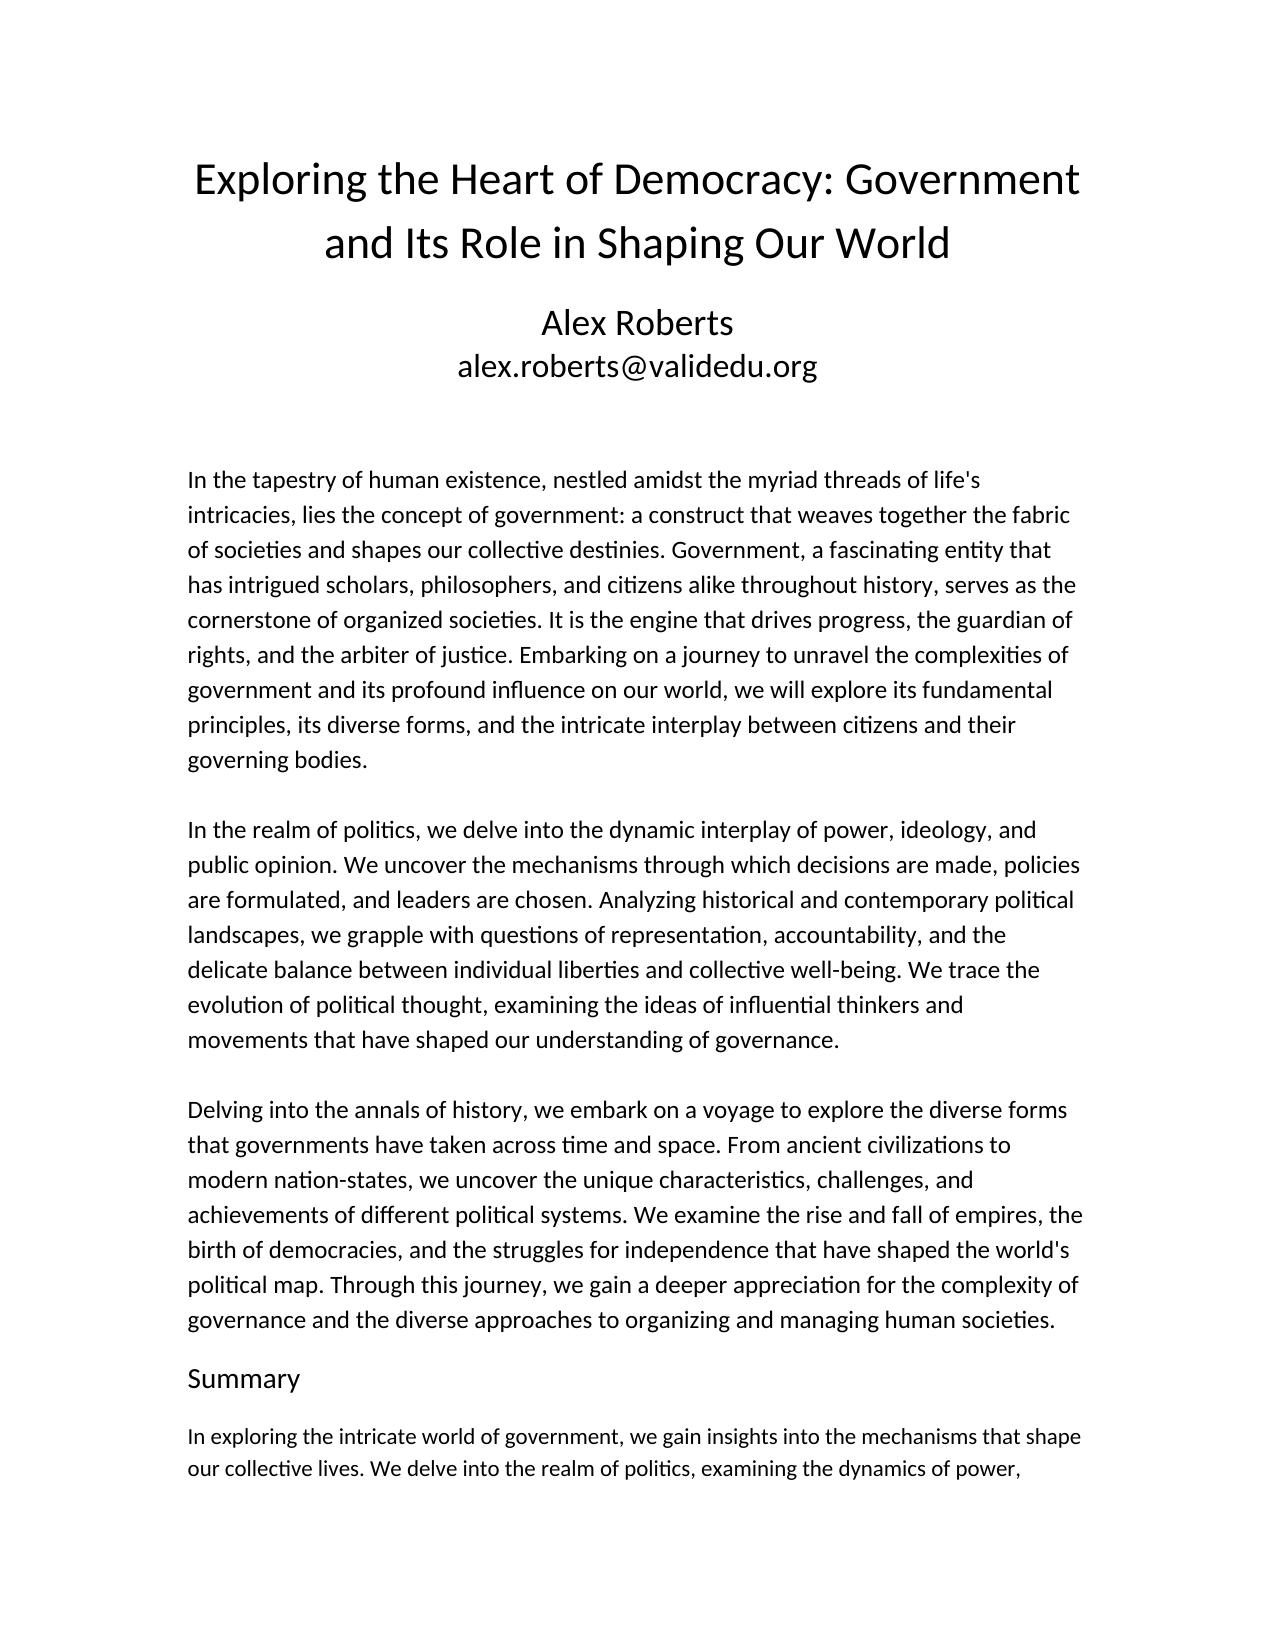 Exploring the Heart of Democracy: Government
and Its Role in Shaping Our World
Alex Roberts
alex.roberts@validedu.org
In the tapestry of human existence, nestled amidst the myriad threads of life's
intricacies, lies the concept of government: a construct that weaves together the fabric
of societies and shapes our collective destinies. Government, a fascinating entity that
has intrigued scholars, philosophers, and citizens alike throughout history, serves as the
cornerstone of organized societies. It is the engine that drives progress, the guardian of
rights, and the arbiter of justice. Embarking on a journey to unravel the complexities of
government and its profound influence on our world, we will explore its fundamental
principles, its diverse forms, and the intricate interplay between citizens and their
governing bodies.
In the realm of politics, we delve into the dynamic interplay of power, ideology, and
public opinion. We uncover the mechanisms through which decisions are made, policies
are formulated, and leaders are chosen. Analyzing historical and contemporary political
landscapes, we grapple with questions of representation, accountability, and the
delicate balance between individual liberties and collective well-being. We trace the
evolution of political thought, examining the ideas of influential thinkers and
movements that have shaped our understanding of governance.
Delving into the annals of history, we embark on a voyage to explore the diverse forms
that governments have taken across time and space. From ancient civilizations to
modern nation-states, we uncover the unique characteristics, challenges, and
achievements of different political systems. We examine the rise and fall of empires, the
birth of democracies, and the struggles for independence that have shaped the world's
political map. Through this journey, we gain a deeper appreciation for the complexity of
governance and the diverse approaches to organizing and managing human societies.
Summary
In exploring the intricate world of government, we gain insights into the mechanisms that shape
our collective lives. We delve into the realm of politics, examining the dynamics of power,